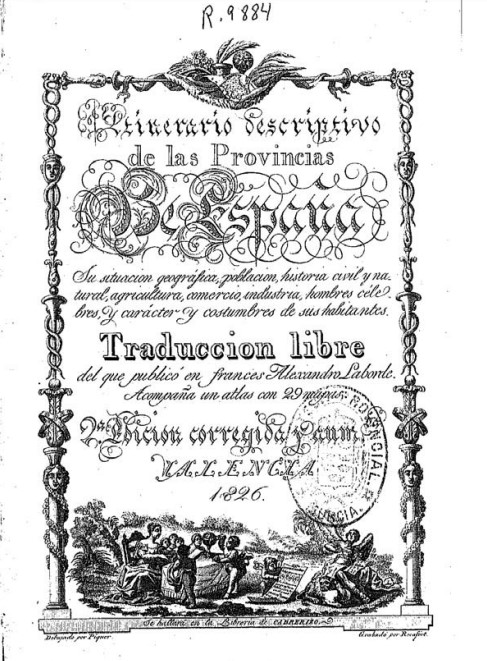 R. 9884
Itinerario descriptivo
de las Provincias
De España
Su situacion geográfica, poblacion, historia civil y na-
tural, agricultura, comercio, industria, hombres céle-
bres, y carácter y costumbres de sus habitantes.
Traduccion libre
del que publicó en frances Alexandro Laborde.
Acompaña un atlas con 29 mapas.
2.ª Edicion corregida y aum.
VALENCIA
1826.
PROVINCIAL
Se hallará en la Librería de CABRERIZO.
Dibujado por Piquer.
Grabado por Rocafort.